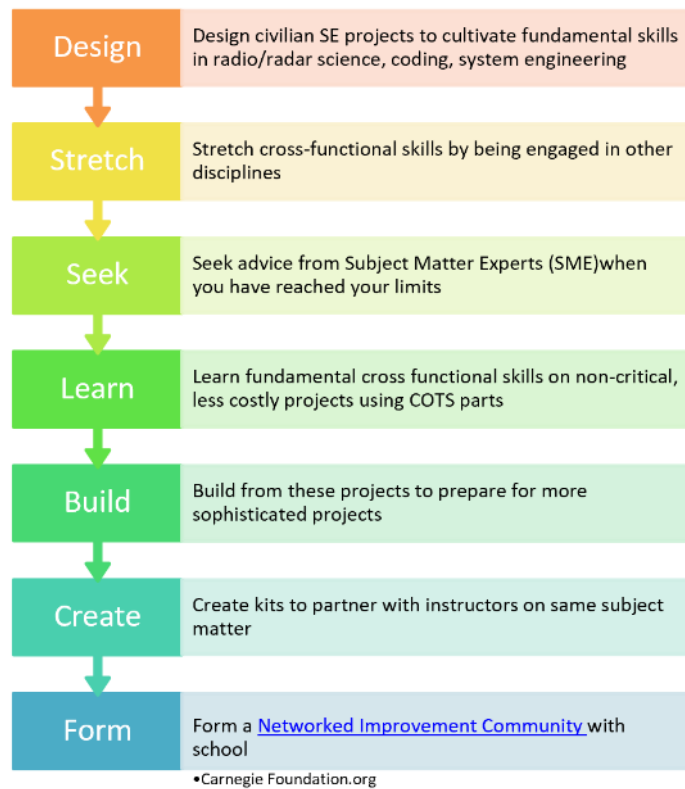 Design
Design civilian SE projects to cultivate fundamental skills
in radio/radar science, coding, system engineering
Stretch
Stretch cross-functional skills by being engaged in other
disciplines
Seek
Seek advice from Subject Matter Experts (SME)when
you have reached your limits
Learn
Learn fundamental cross functional skills on non-critical,
less costly projects using COTS parts
Build
Build from these projects to prepare for more
sophisticated projects
Create
Create kits to partner with instructors on same subject
matter
Form
Form a Networked Improvement Community with
school
•Carnegie Foundation.org